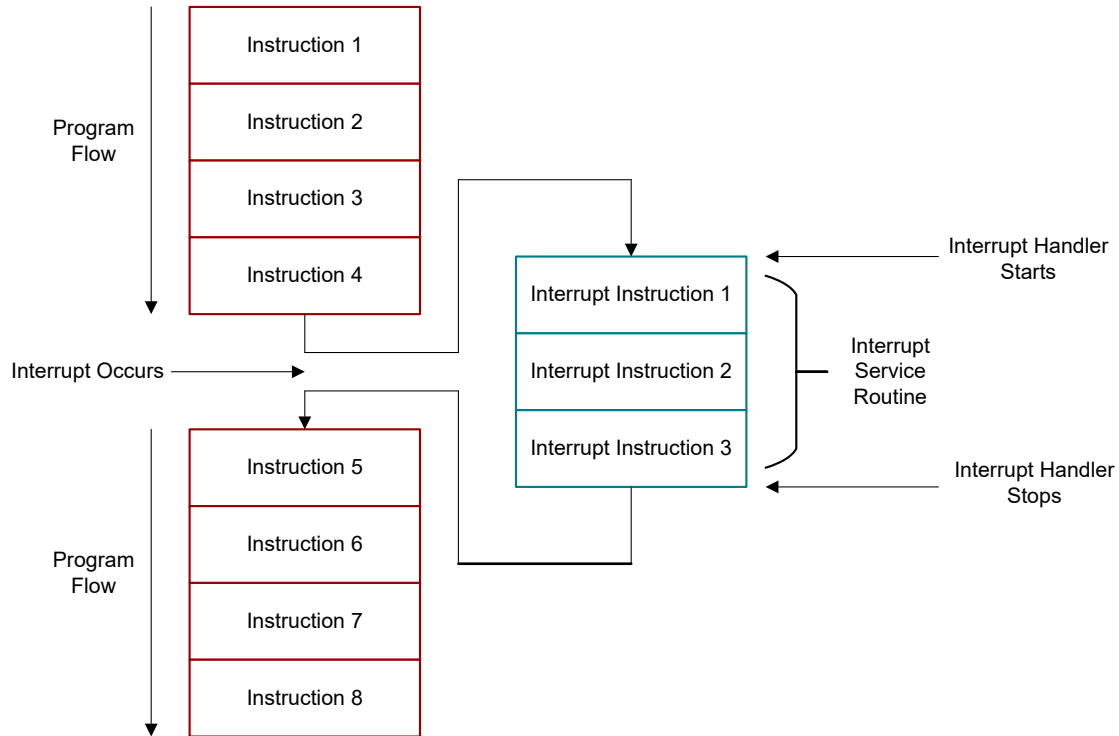 Instruction 1
Instruction 2
Program
Flow
Instruction 3
Instruction 4
Interrupt Occurs
Interrupt Handler
Starts
Interrupt Instruction 1
Interrupt Instruction 2
Interrupt Instruction 3
Interrupt
Service
Routine
Interrupt Handler
Stops
Instruction 5
Instruction 6
Program
Flow
Instruction 7
Instruction 8